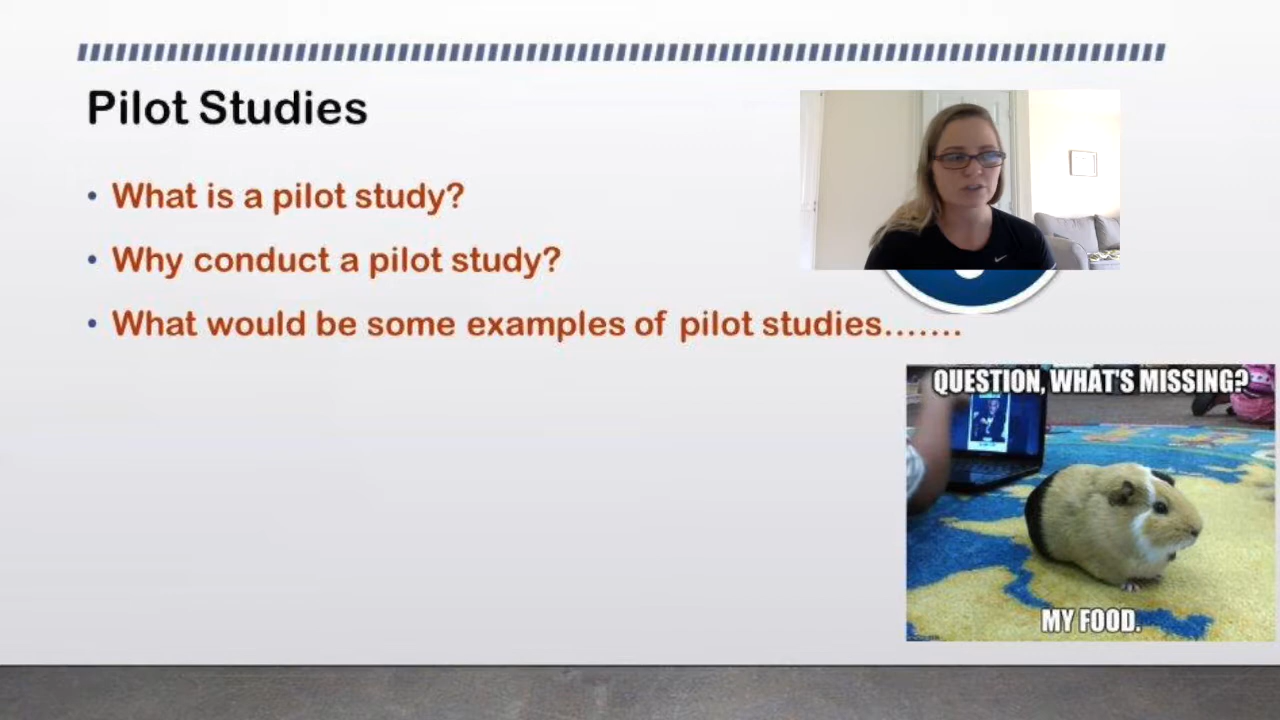 Pilot Studies
• What is a pilot study?
• Why conduct a pilot study?
• What would be some examples of pilot studies.......
QUESTION, WHAT'S MISSING?
MY FOOD.